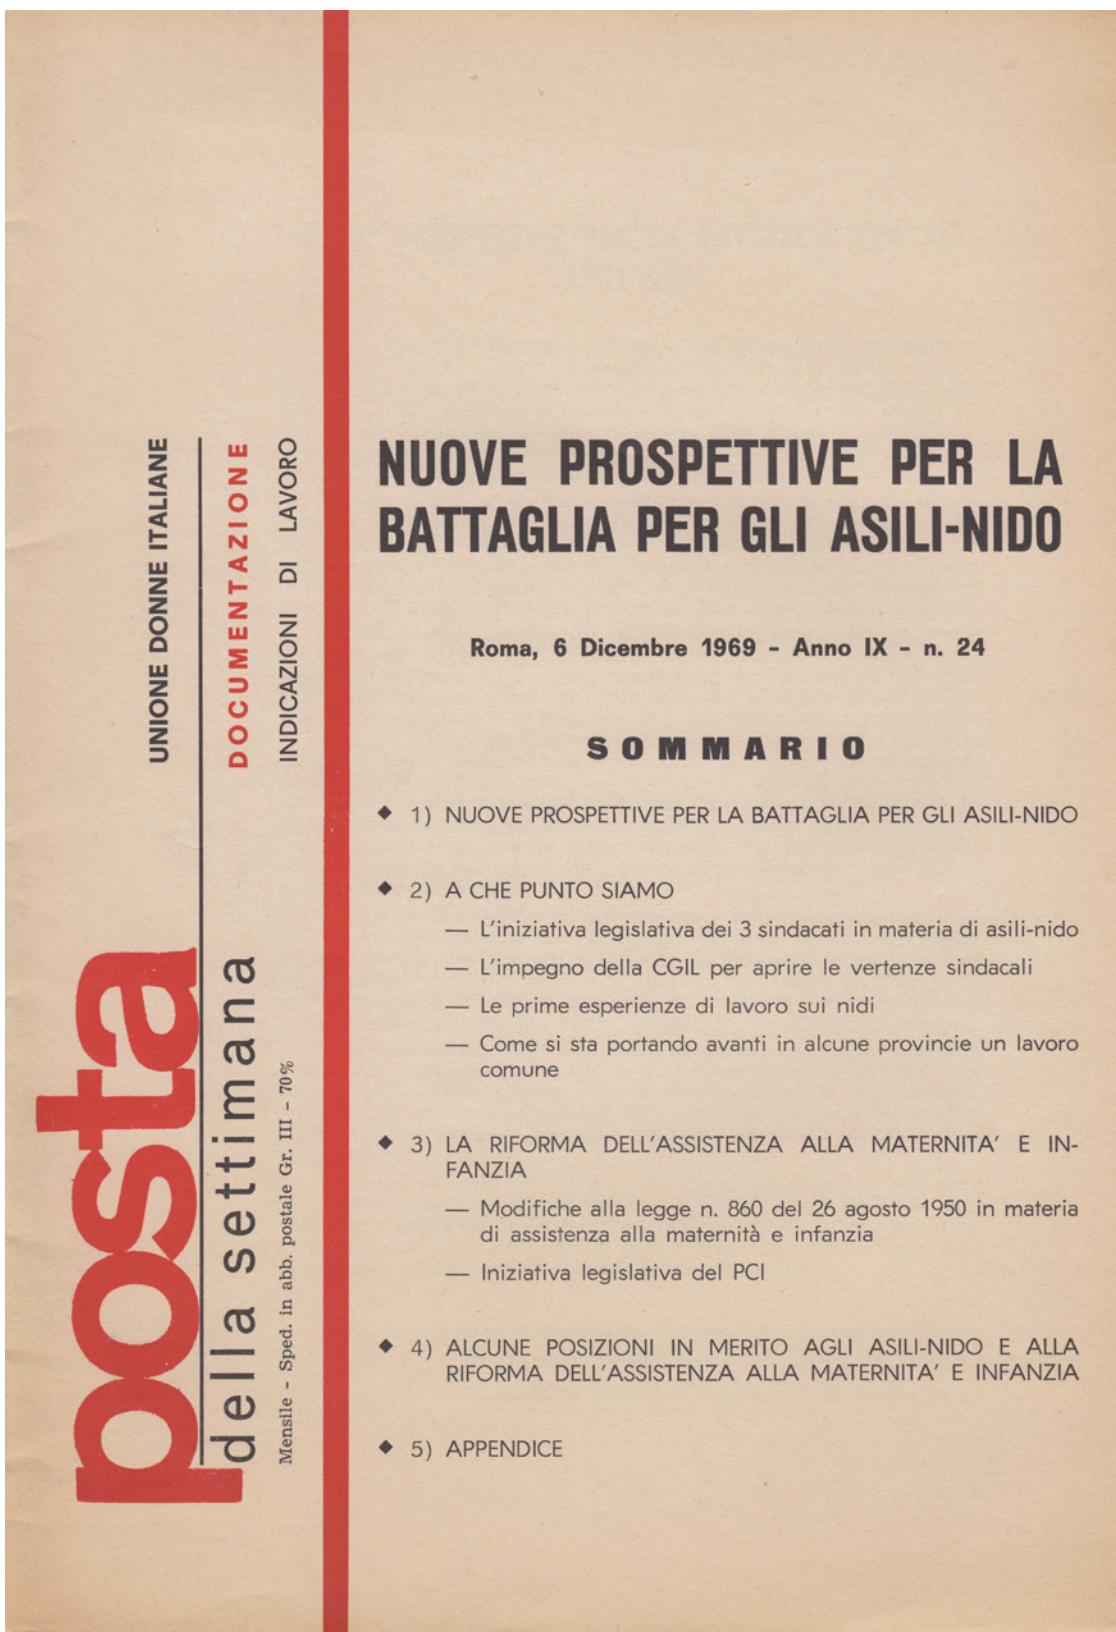 UNIONE DONNE ITALIANE
DOCUMENTAZIONE
INDICAZIONI DI LAVORO
posta
della settimana
Mensile - Sped. in abb. postale Gr. III - 70%
NUOVE PROSPETTIVE PER LA
BATTAGLIA PER GLI ASILI-NIDO
Roma, 6 Dicembre 1969 - Anno IX - n. 24
SOMMARIO
◆ 1) NUOVE PROSPETTIVE PER LA BATTAGLIA PER GLI ASILI-NIDO
◆ 2) A CHE PUNTO SIAMO
— L'iniziativa legislativa dei 3 sindacati in materia di asili-nido
— L'impegno della CGIL per aprire le vertenze sindacali
— Le prime esperienze di lavoro sui nidi
— Come si sta portando avanti in alcune provincie un lavoro
comune
◆ 3) LA RIFORMA DELL'ASSISTENZA ALLA MATERNITA' E IN-
FANZIA
— Modifiche alla legge n. 860 del 26 agosto 1950 in materia
di assistenza alla maternità e infanzia
— Iniziativa legislativa del PCI
◆ 4) ALCUNE POSIZIONI IN MERITO AGLI ASILI-NIDO E ALLA
RIFORMA DELL'ASSISTENZA ALLA MATERNITA' E INFANZIA
◆ 5) APPENDICE